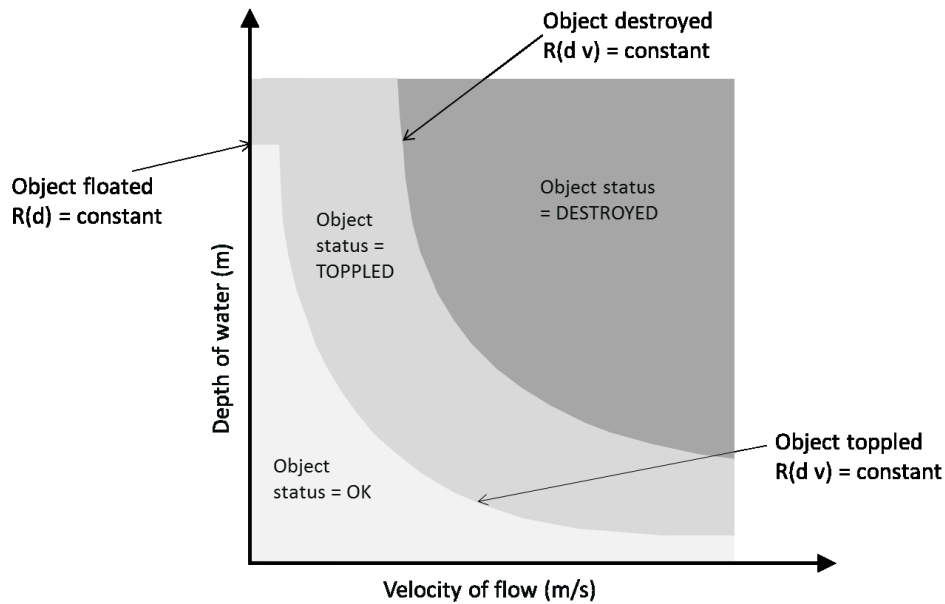 Object destroyed
R(d v) = constant
Object floated
R(d) = constant
Object status
= DESTROYED
Object
status =
TOPPLED
Depth of water (m)
Object toppled
R(d v) = constant
Object
status = OK
Velocity of flow (m/s)